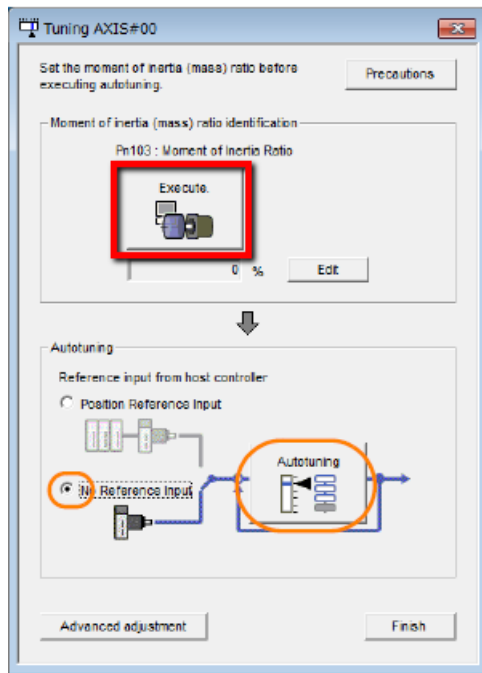 Tuning AXIS#00
Set the moment of inertia (mass) ratio before
executing autotuning.
Precautions
Moment of inertia (mass) ratio identification
Pn103 : Moment of Inertia Ratio
Execute.
0 %
Edit
Autotuning
Reference input from host controller
Position Reference Input
No Reference Input
Autotuning
Advanced adjustment
Finish